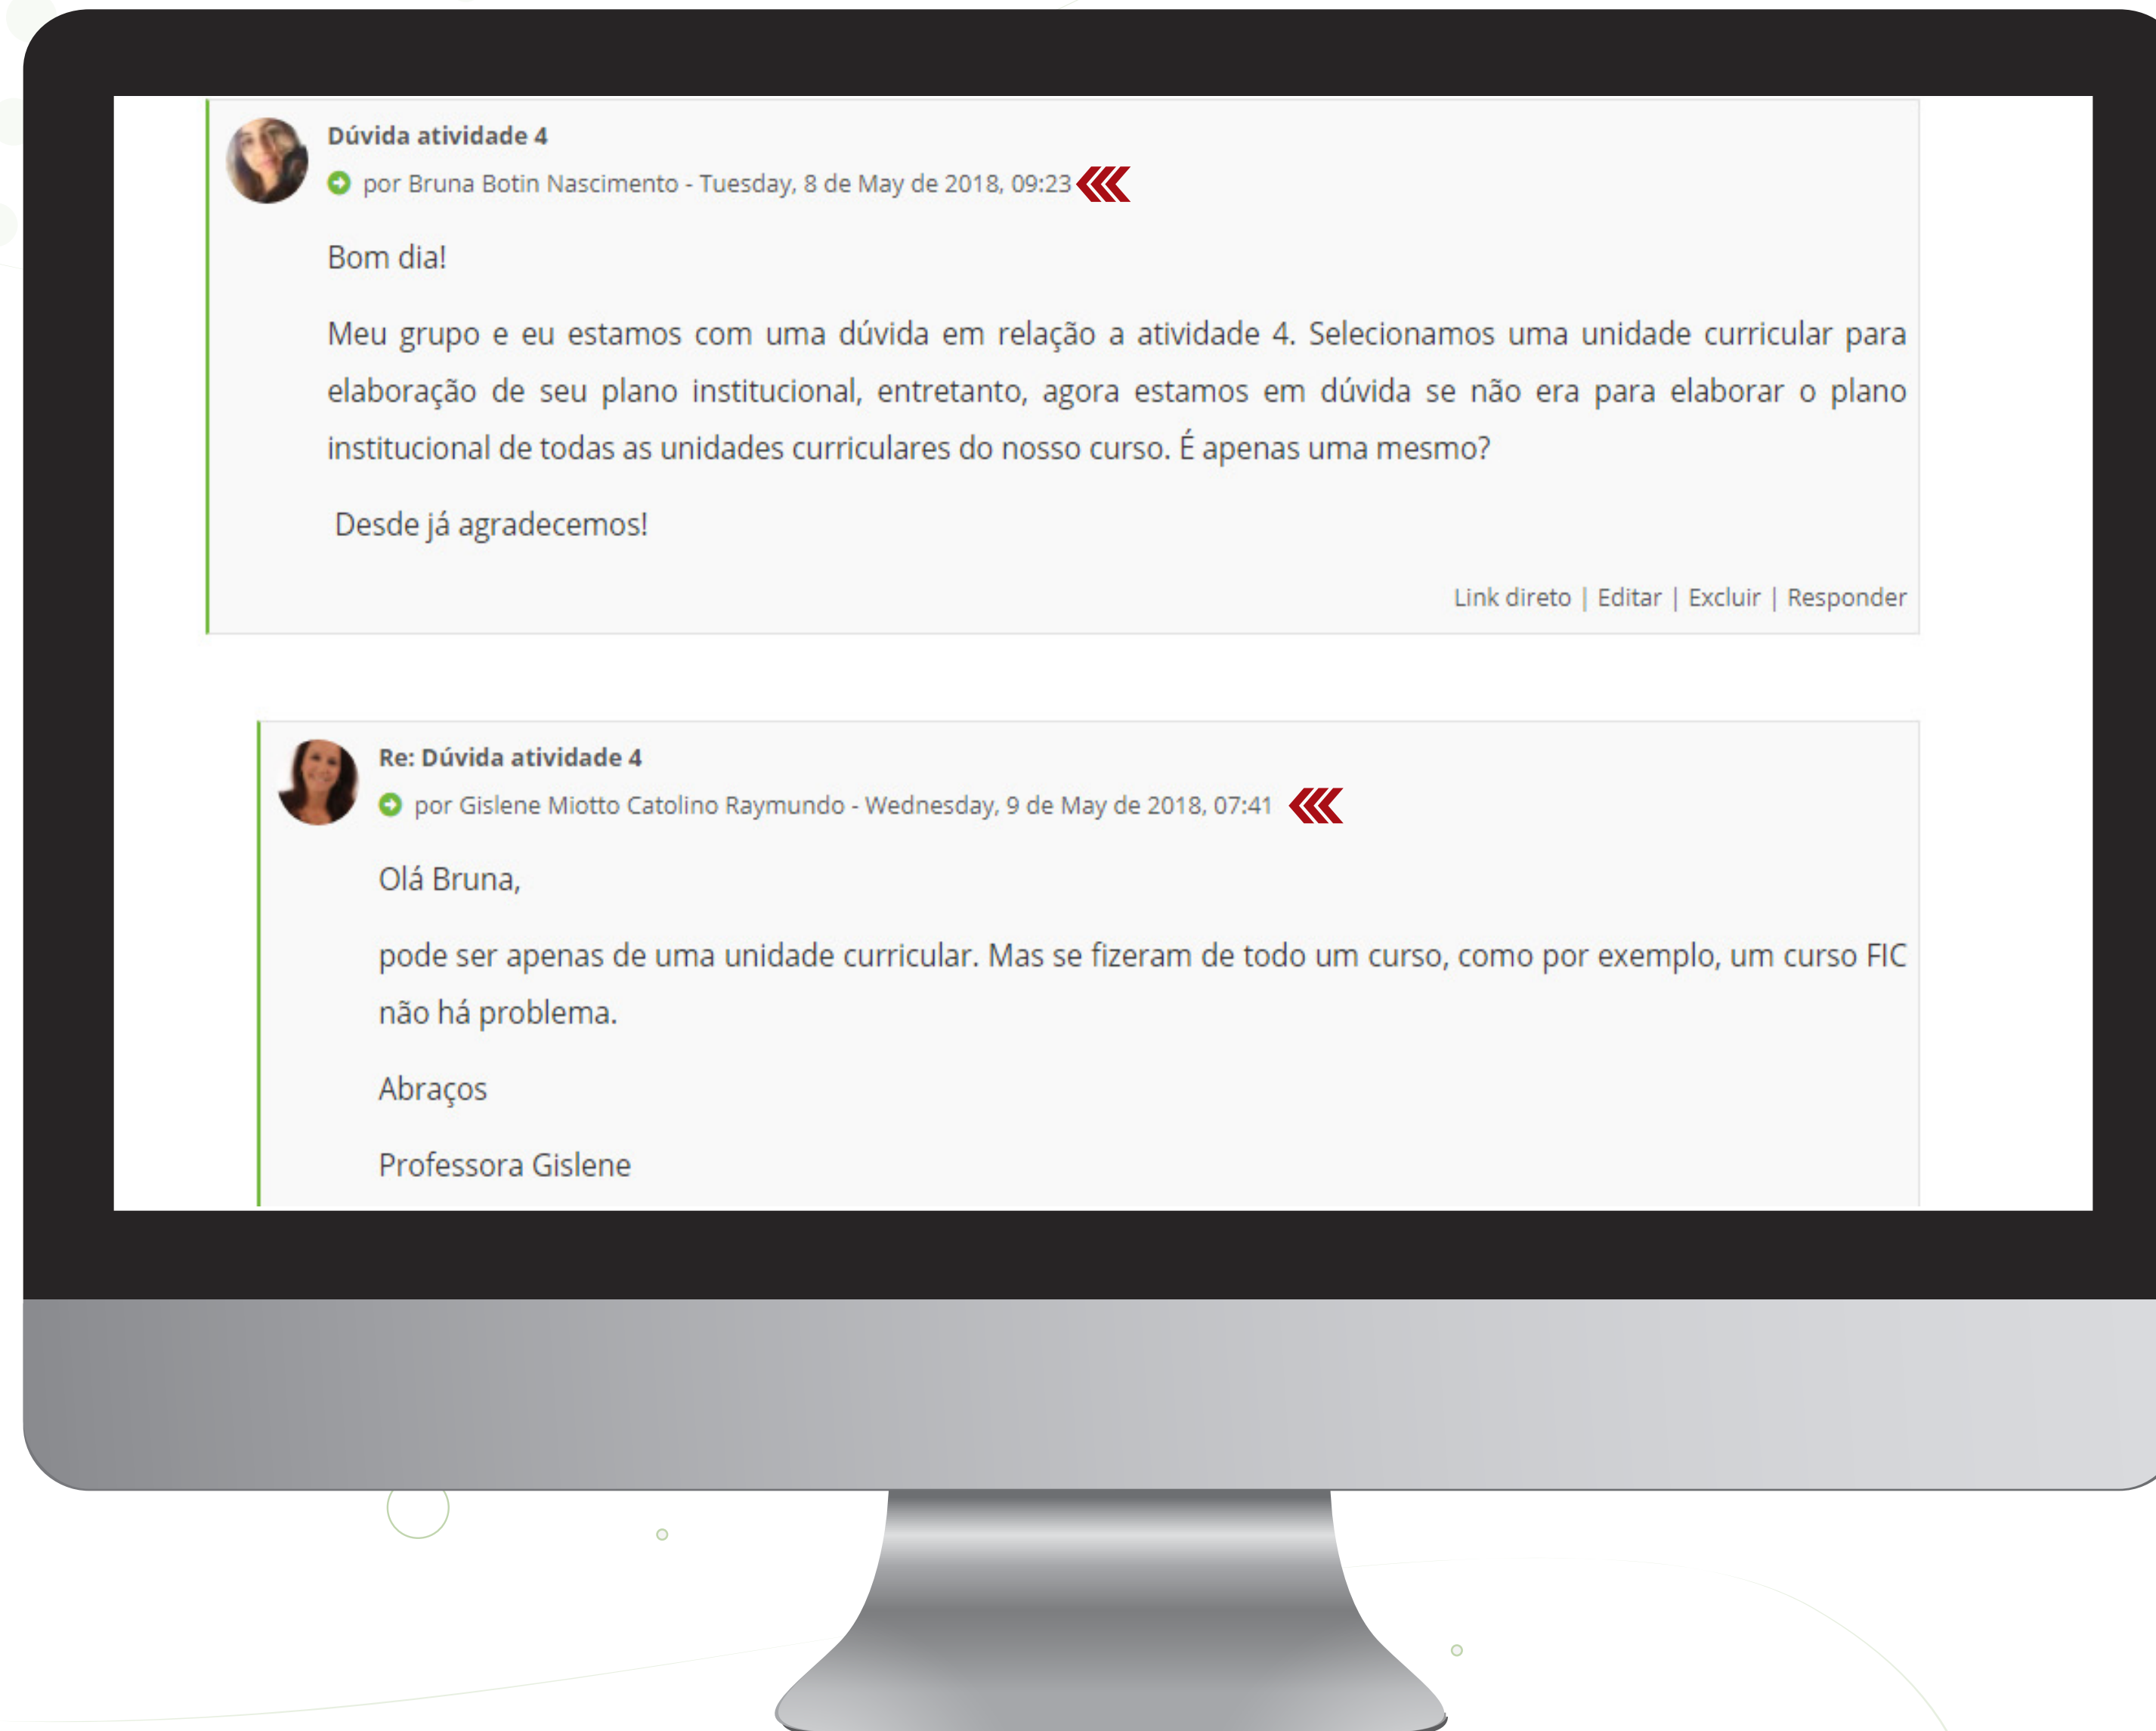 Dúvida atividade 4
por Bruna Botin Nascimento - Tuesday, 8 de May de 2018, 09:23
Bom dia!
Meu grupo e eu estamos com uma dúvida em relação a atividade 4. Selecionamos uma unidade curricular para
elaboração de seu plano institucional, entretanto, agora estamos em dúvida se não era para elaborar o plano
institucional de todas as unidades curriculares do nosso curso. É apenas uma mesmo?
Desde já agradecemos!
Link direto | Editar | Excluir | Responder
Re: Dúvida atividade 4
por Gislene Miotto Catolino Raymundo - Wednesday, 9 de May de 2018, 07:41
Olá Bruna,
pode ser apenas de uma unidade curricular. Mas se fizeram de todo um curso, como por exemplo, um curso FIC
não há problema.
Abraços
Professora Gislene